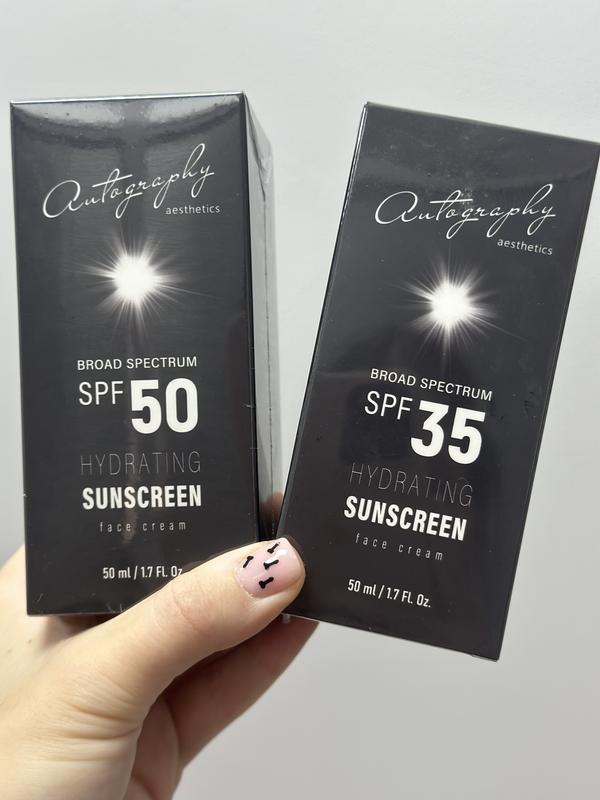 Autography
aesthetics
BROAD SPECTRUM
SPF 50
HYDRATING
SUNSCREEN
face cream
50 ml / 1.7 FL. Oz.
Autography
aesthetics
BROAD SPECTRUM
SPF 35
HYDRATING
SUNSCREEN
face cream
50 ml / 1.7 FL. Oz.